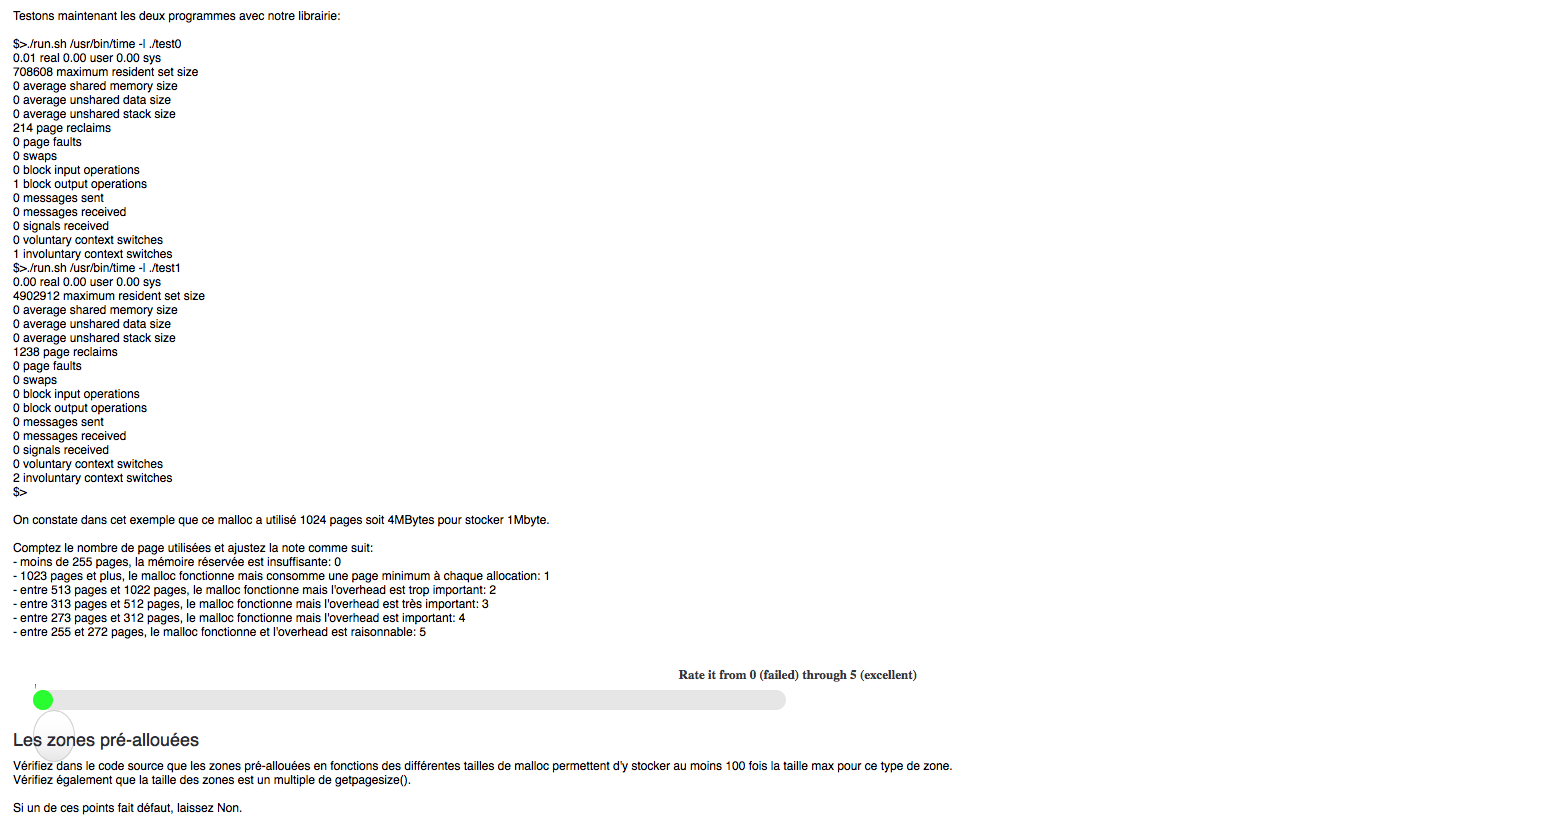 Testons maintenant les deux programmes avec notre librairie:
$>./run.sh /usr/bin/time -l ./test0
0.01 real 0.00 user 0.00 sys
708608 maximum resident set size
0 average shared memory size
0 average unshared data size
0 average unshared stack size
214 page reclaims
0 page faults
0 swaps
0 block input operations
1 block output operations
0 messages sent
0 messages received
0 signals received
0 voluntary context switches
1 involuntary context switches
$>./run.sh /usr/bin/time -l ./test1
0.00 real 0.00 user 0.00 sys
4902912 maximum resident set size
0 average shared memory size
0 average unshared data size
0 average unshared stack size
1238 page reclaims
0 page faults
0 swaps
0 block input operations
0 block output operations
0 messages sent
0 messages received
0 signals received
0 voluntary context switches
2 involuntary context switches
$>
On constate dans cet exemple que ce malloc a utilisé 1024 pages soit 4MBytes pour stocker 1Mbyte.
Comptez le nombre de page utilisées et ajustez la note comme suit:
- moins de 255 pages, la mémoire réservée est insuffisante: 0
- 1023 pages et plus, le malloc fonctionne mais consomme une page minimum à chaque allocation: 1
- entre 513 pages et 1022 pages, le malloc fonctionne mais l'overhead est trop important: 2
- entre 313 pages et 512 pages, le malloc fonctionne mais l'overhead est très important: 3
- entre 273 pages et 312 pages, le malloc fonctionne mais l'overhead est important: 4
- entre 255 et 272 pages, le malloc fonctionne et l'overhead est raisonnable: 5
Rate it from 0 (failed) through 5 (excellent)
Les zones pré-allouées
Vérifiez dans le code source que les zones pré-allouées en fonctions des différentes tailles de malloc permettent d'y stocker au moins 100 fois la taille max pour ce type de zone.
Vérifiez également que la taille des zones est un multiple de getpagesize().
Si un de ces points fait défaut, laissez Non.